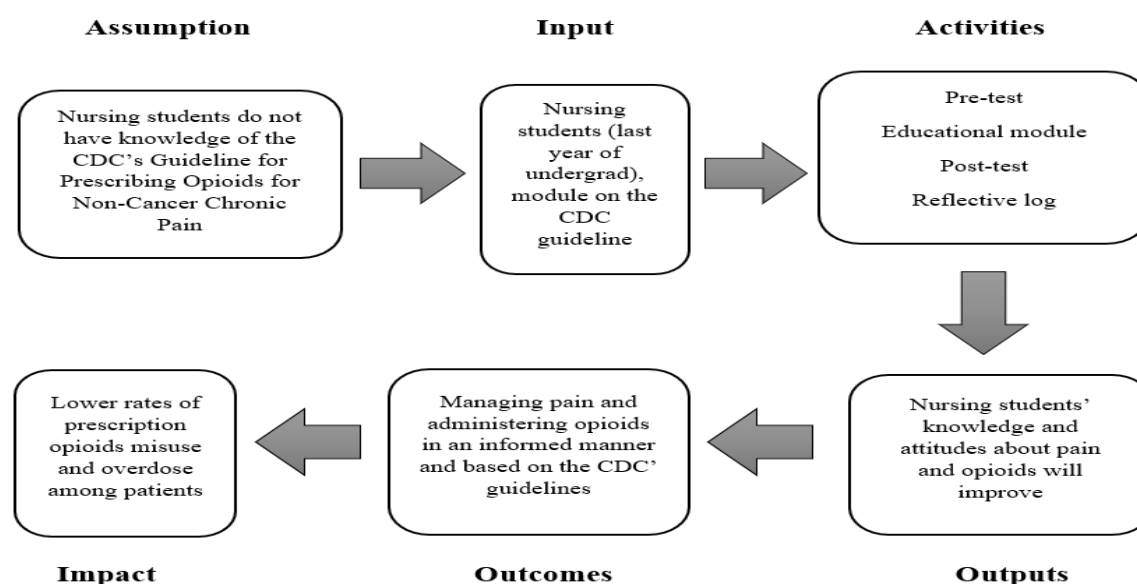 Assumption
Nursing students do not
have knowledge of the
CDC's Guideline for
Prescribing Opioids for
Non-Cancer Chronic
Pain
Input
Nursing
students (last
year of
undergrad),
module on the
CDC
guideline
Activities
Pre-test
Educational module
Post-test
Reflective log
Nursing students'
knowledge and
attitudes about pain
and opioids will
improve
Outputs
Managing pain and
administering opioids
in an informed manner
and based on the CDC'
guidelines
Outcomes
Lower rates of
prescription
opioids misuse
and overdose
among patients
Impact